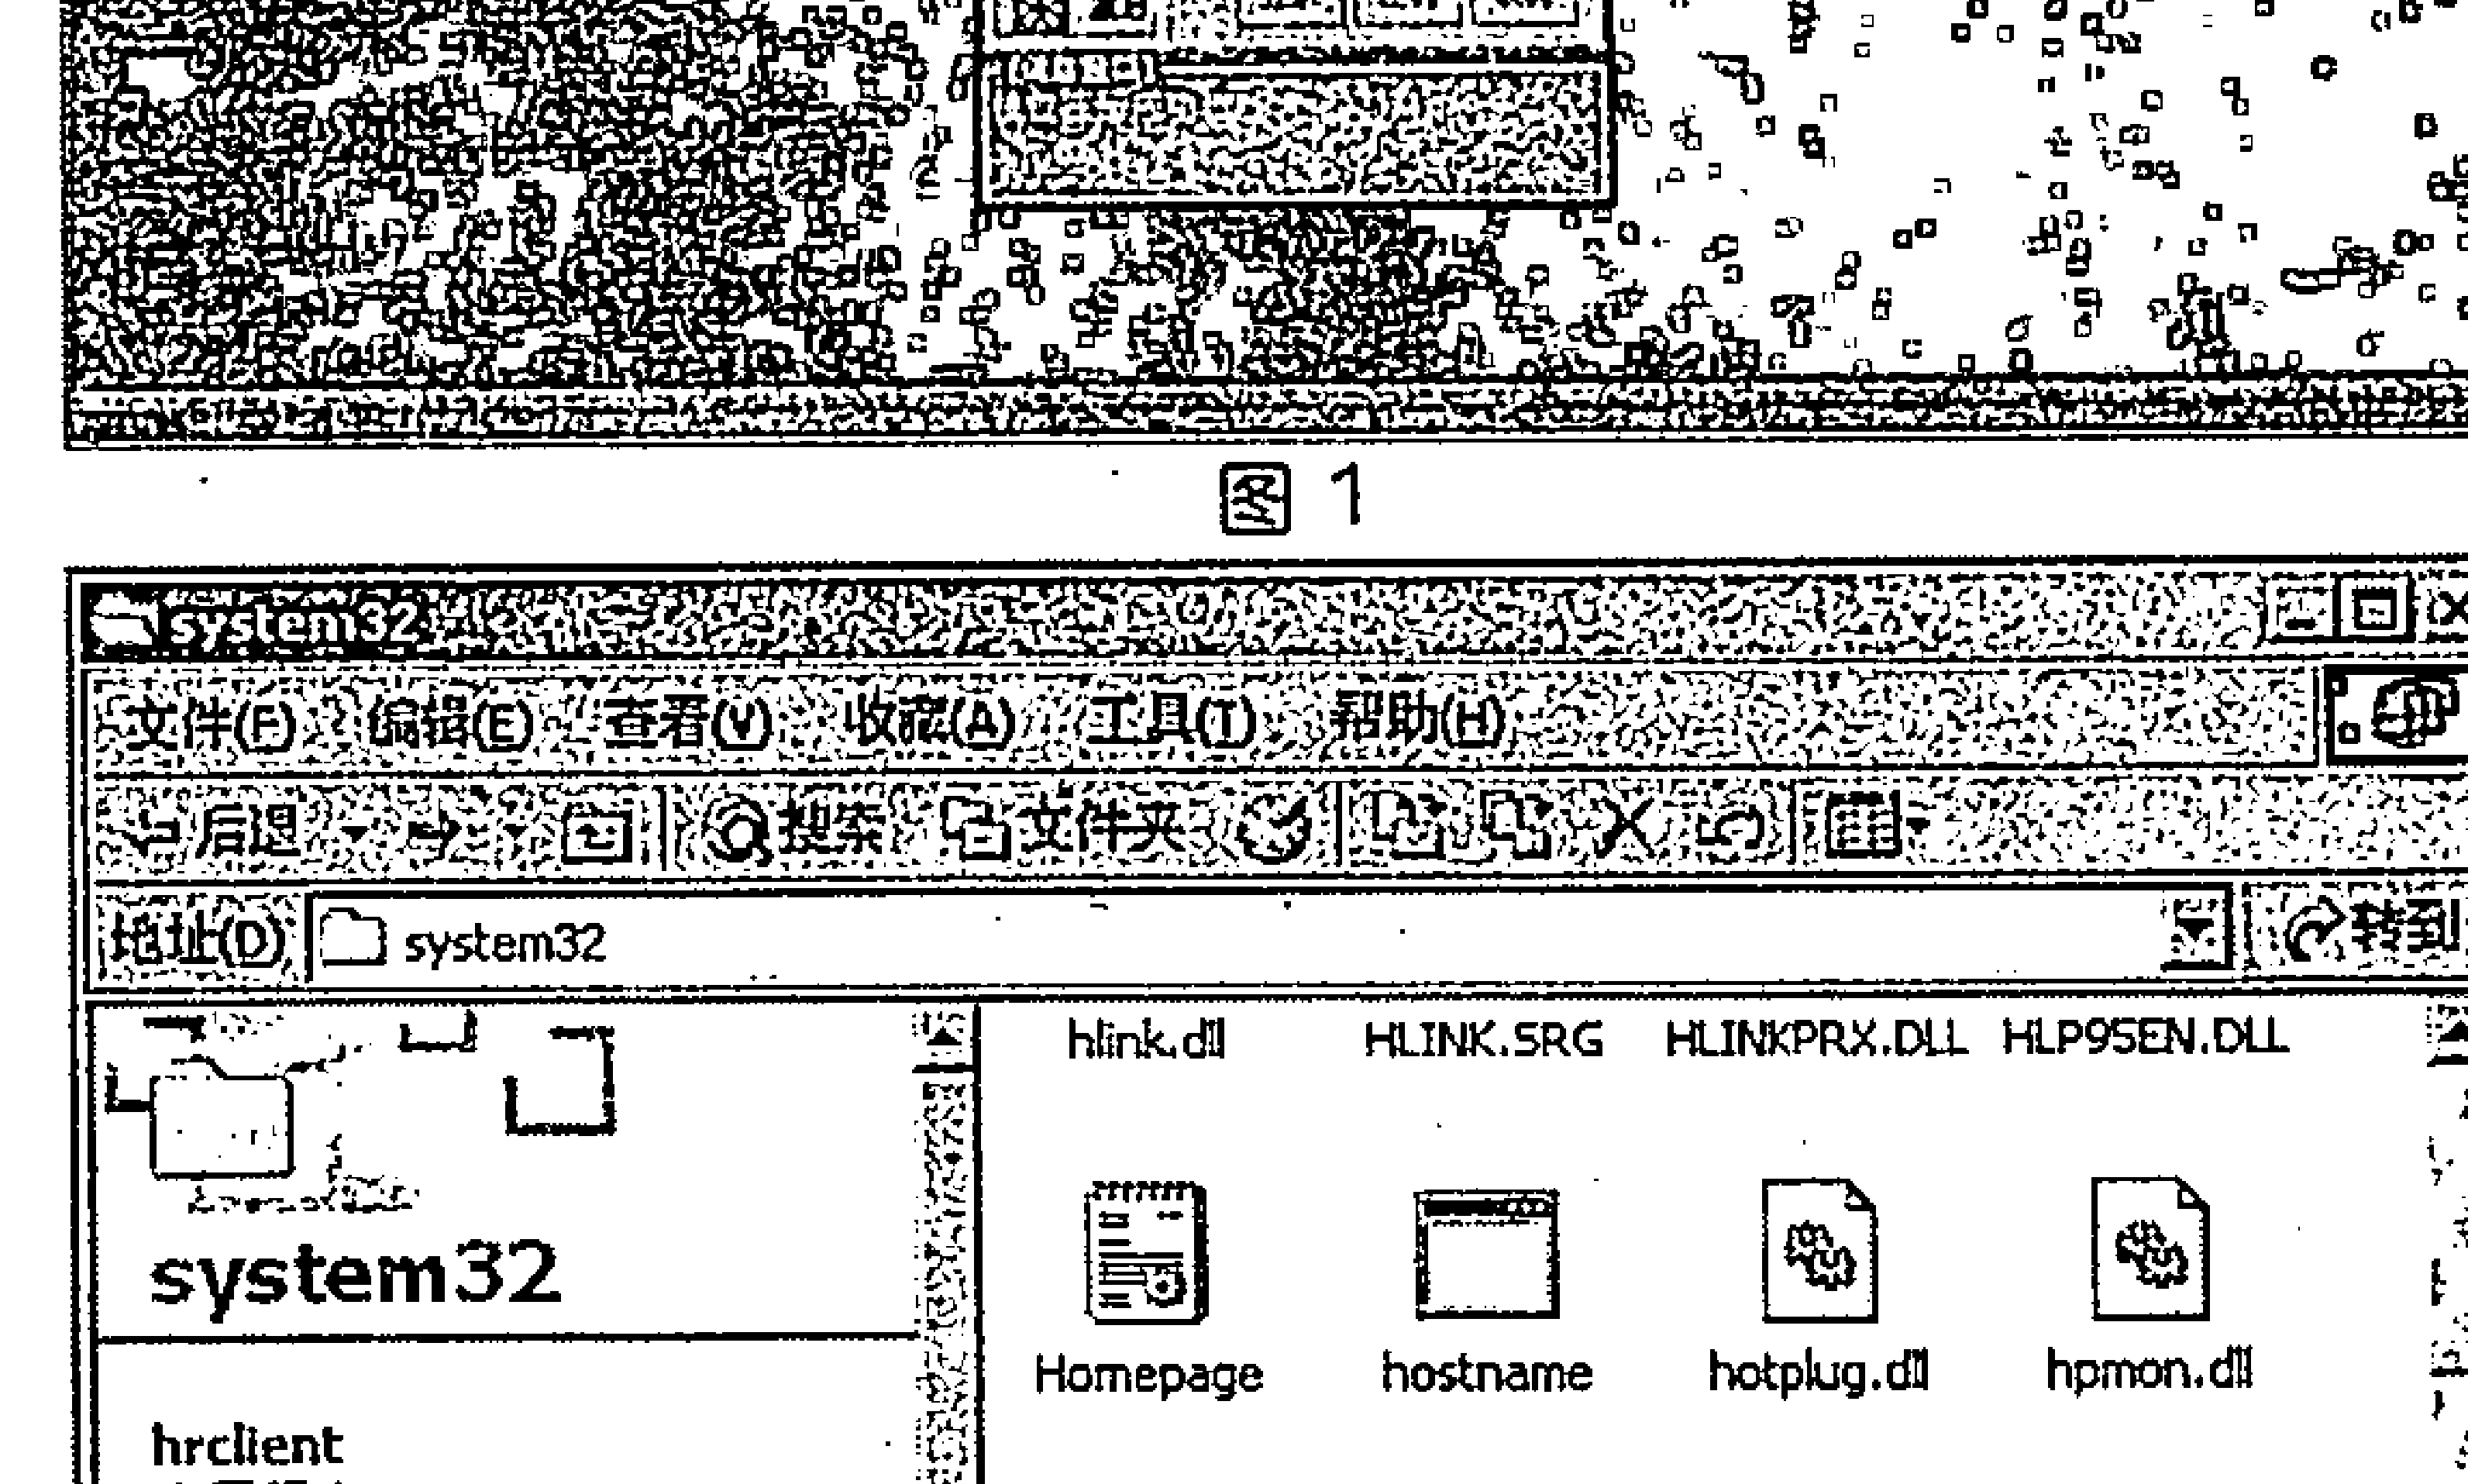 图 1
system32
文件(F) 编辑(E) 查看(V) 收藏(A) 工具(T) 帮助(H)
后退 搜索 文件夹
地址(D) system32 转到
hlink.dll HLINK.SRG HLINKPRX.DLL HLP95EN.DLL
system32
Homepage hostname hotplug.dll hpmon.dll
hrclient